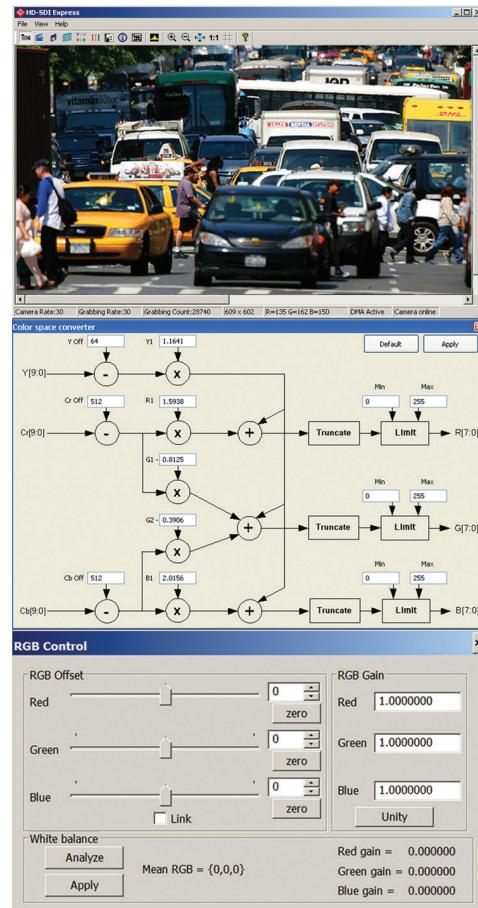 HD-SDI Express
File View Help
1:1
vitaminwater
GRAND RENTAL STATION
DHL
Camera Rate:30 Grabbing Rate:30 Grabbing Count:28740 609 x 602 R=135 G=162 B=150 DMA Active Camera online
Color space converter
Y Off 64 Y1 1.1641 Default Apply
Y[9:0] - X
Cr Off 512 R1 1.5938 Min Max
0 255
Cr[9:0] - X + Truncate Limit R[7:0]
G1 - 0.8125
X Min Max
G2 - 0.3906 0 255
+ Truncate Limit G[7:0]
X
Cb Off 512 B1 2.0156 Min Max
0 255
Cb[9:0] - X + Truncate Limit B[7:0]
RGB Control
RGB Offset RGB Gain
Red 0 Red 1.0000000
zero
Green 0 Green 1.0000000
zero
Blue 0 Blue 1.0000000
Link zero Unity
White balance
Analyze Red gain = 0.000000
Mean RGB = {0,0,0} Green gain = 0.000000
Apply Blue gain = 0.000000